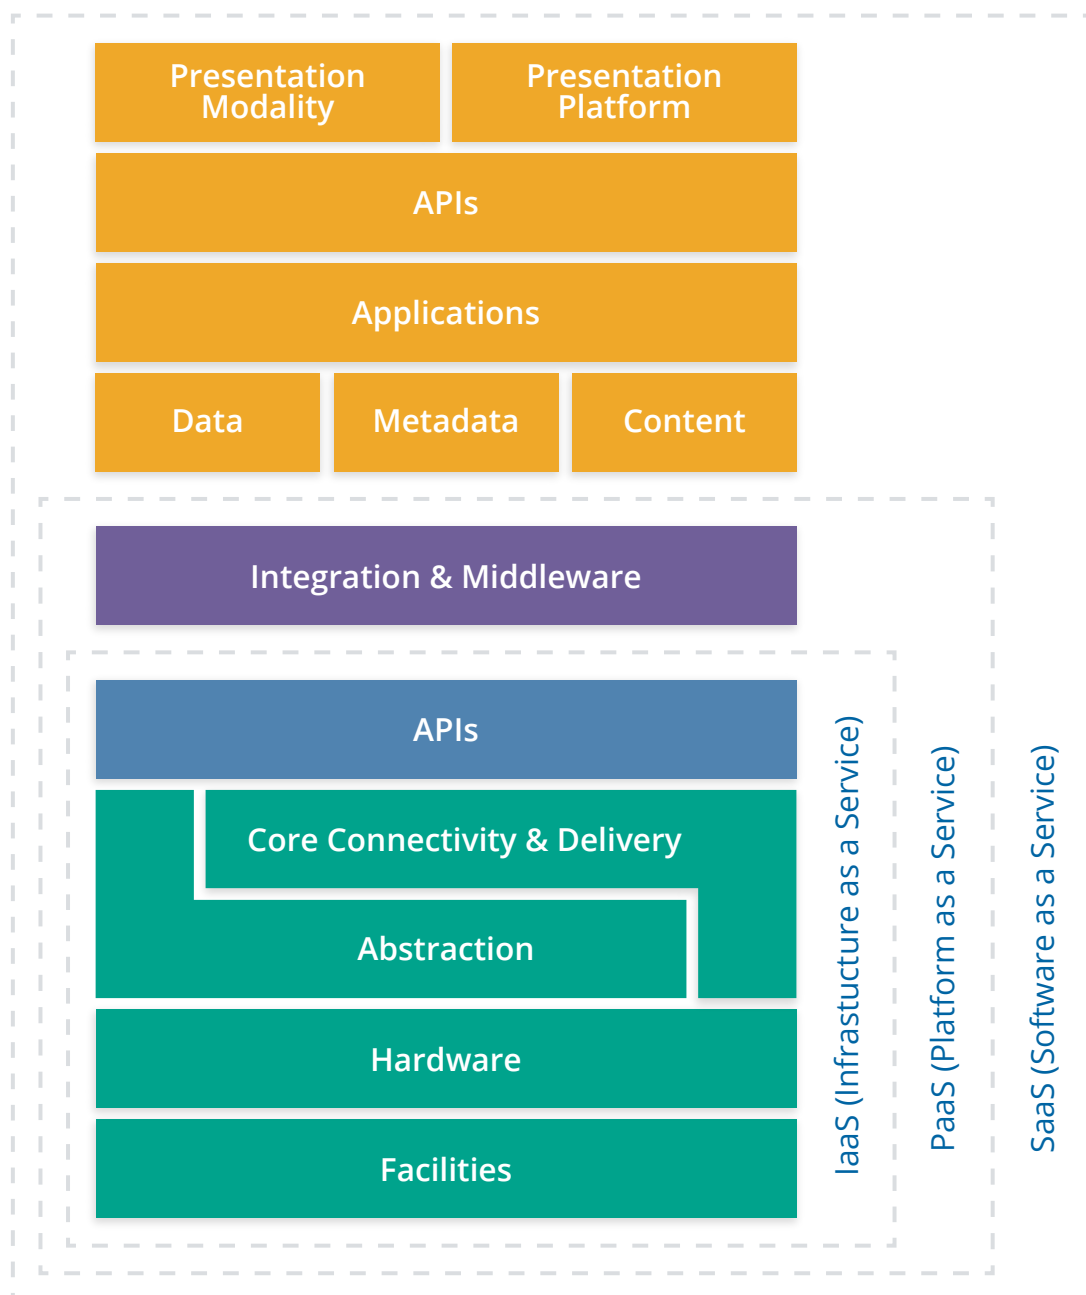 Presentation
Modality
Presentation
Platform
APIs
Applications
Data
Metadata
Content
Integration & Middleware
APIs
Core Connectivity & Delivery
Abstraction
Hardware
Facilities
IaaS (Infrastucture as a Service)
PaaS (Platform as a Service)
SaaS (Software as a Service)